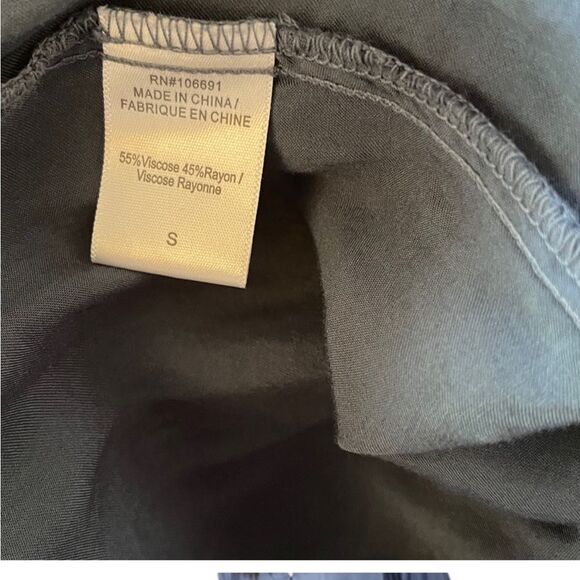 RN#106691
MADE IN CHINA/
FABRIQUE EN CHINE
55%Viscose 45%Rayon/
Viscose Rayonne
S